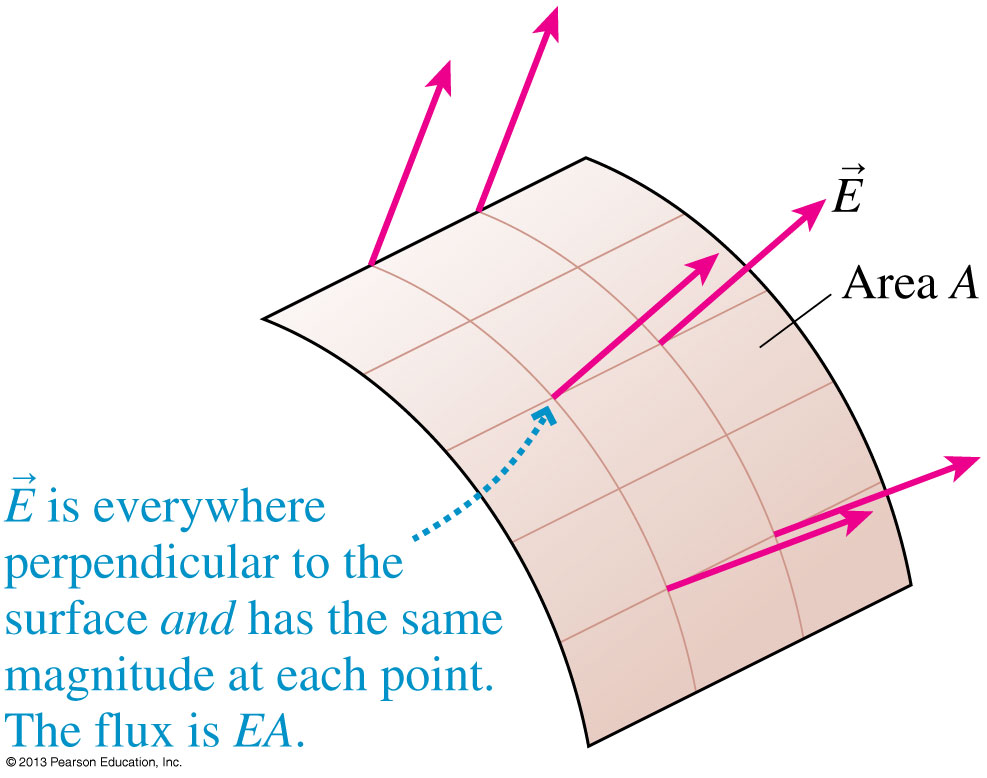 E⃗
Area A
E⃗ is everywhere
perpendicular to the
surface and has the same
magnitude at each point.
The flux is EA.
© 2013 Pearson Education, Inc.